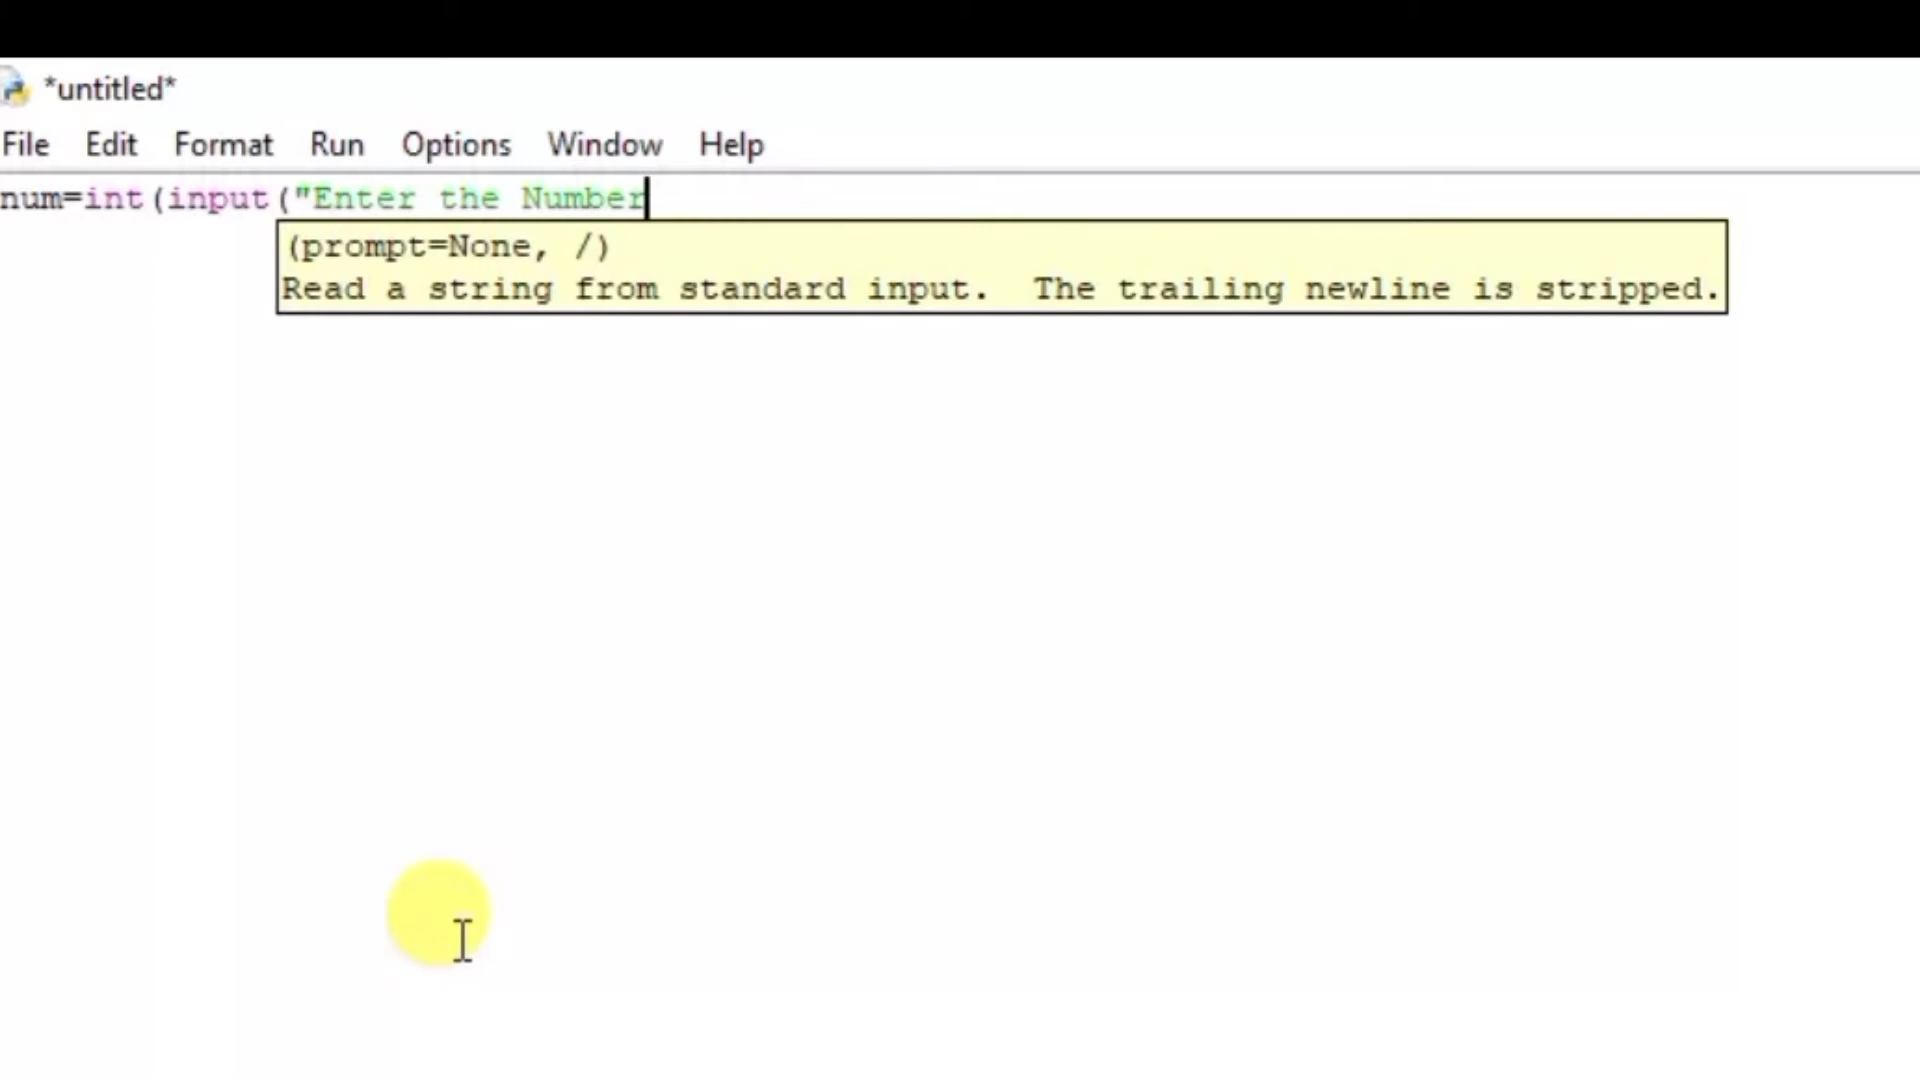 *untitled*
File Edit Format Run Options Window Help
num=int(input("Enter the Number
(prompt=None, /)
Read a string from standard input.  The trailing newline is stripped.